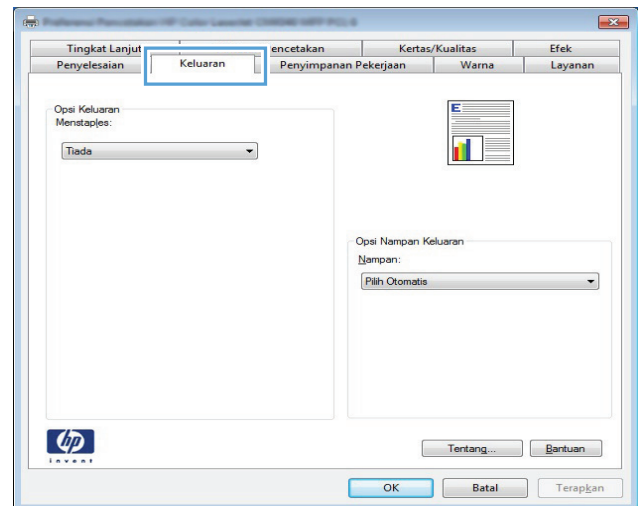 Tingkat Lanjut
encetakan
Kertas/Kualitas
Efek
Penyelesaian
Keluaran
Penyimpanan Pekerjaan
Warna
Layanan
Opsi Keluaran
Menstaples:
Tiada
E
Opsi Nampan Keluaran
Nampan:
Pilih Otomatis
hp
invent
Tentang...
Bantuan
OK
Batal
Terapkan